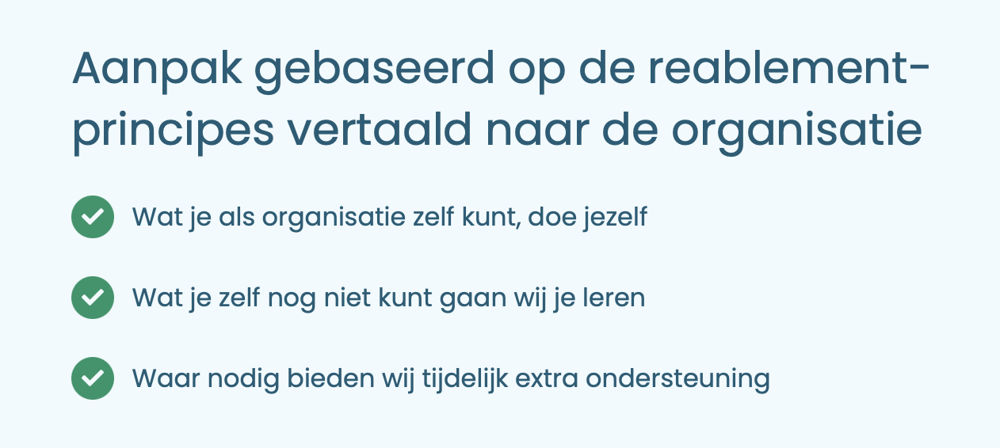 Aanpak gebaseerd op de reablement-
principes vertaald naar de organisatie
Wat je als organisatie zelf kunt, doe jezelf
Wat je zelf nog niet kunt gaan wij je leren
Waar nodig bieden wij tijdelijk extra ondersteuning